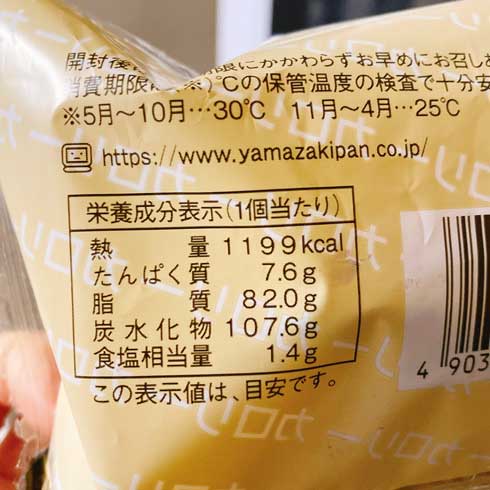 開封後 限にかかわらずお早めにお召し
消費期限 ℃の保管温度の検査で十分安
※5月〜10月…30℃ 11月〜4月…25℃
https://www.yamazakipan.co.jp/
栄養成分表示(1個当たり)
熱量 1199kcal
たんぱく質 7.6g
脂質 82.0g
炭水化物 107.6g
食塩相当量 1.4g
この表示値は、目安です。
4 903